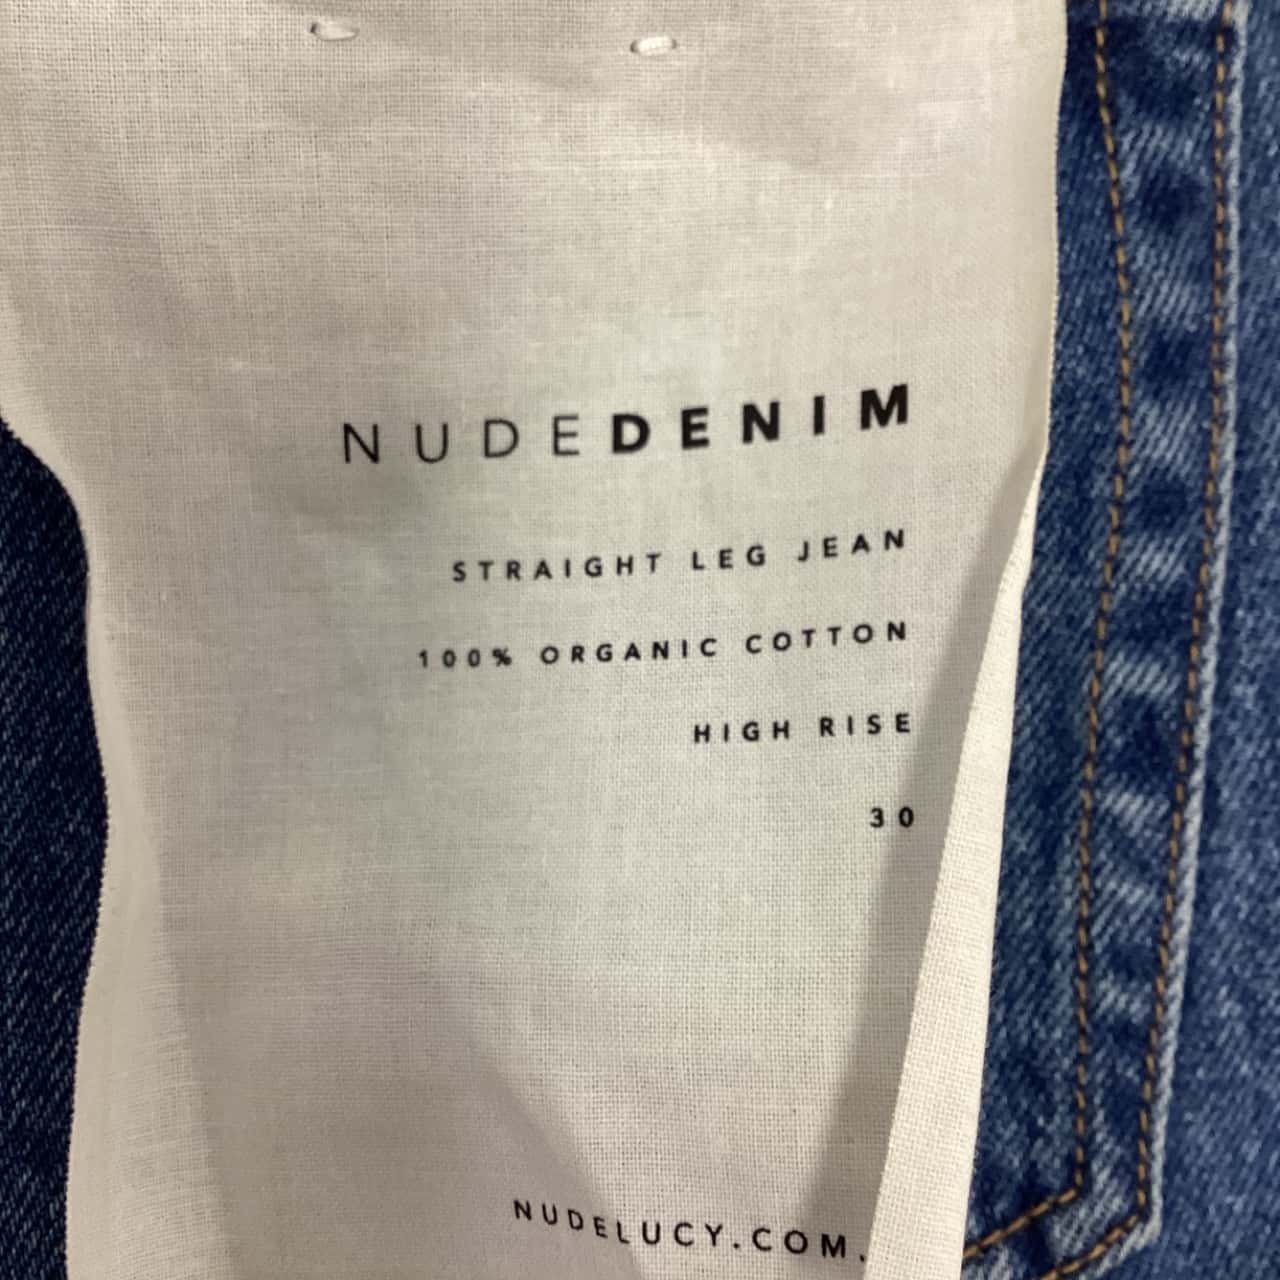 NUDEDENIM
STRAIGHT LEG JEAN
100% ORGANIC COTTON
HIGH RISE
30
NUDELUCY.COM.